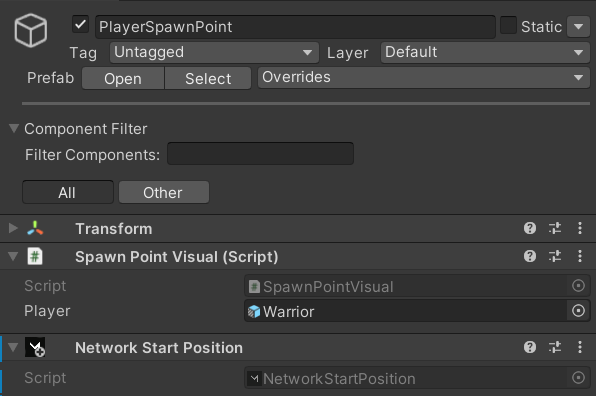 PlayerSpawnPoint Static
Tag Untagged Layer Default
Prefab Open Select Overrides
Component Filter
Filter Components:
All Other
Transform
Spawn Point Visual (Script)
Script SpawnPointVisual
Player Warrior
Network Start Position
Script NetworkStartPosition